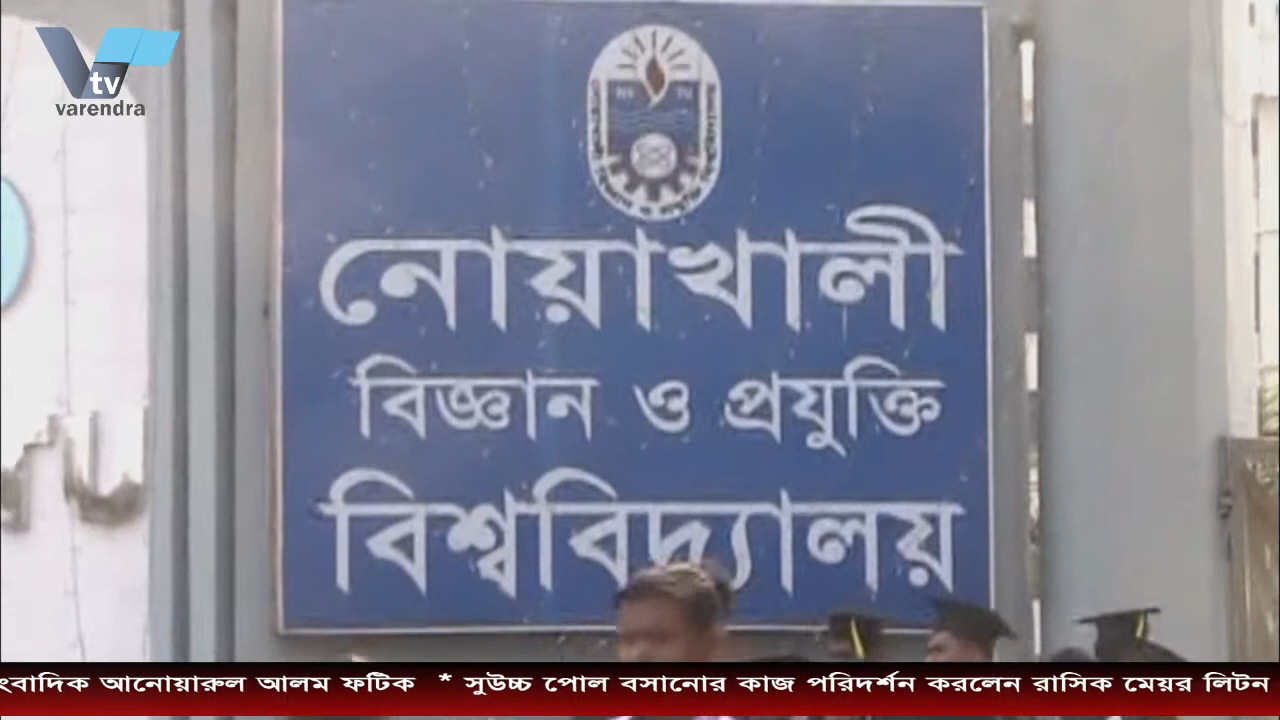 tv
varendra
নোয়াখালী
বিজ্ঞান ও প্রযুক্তি
বিশ্ববিদ্যালয়
আনোয়ারুল আলম ফটিক * সুউচ্চ পোল বসানোর কাজ পরিদর্শন করলেন রাসিক মেয়র লিটন